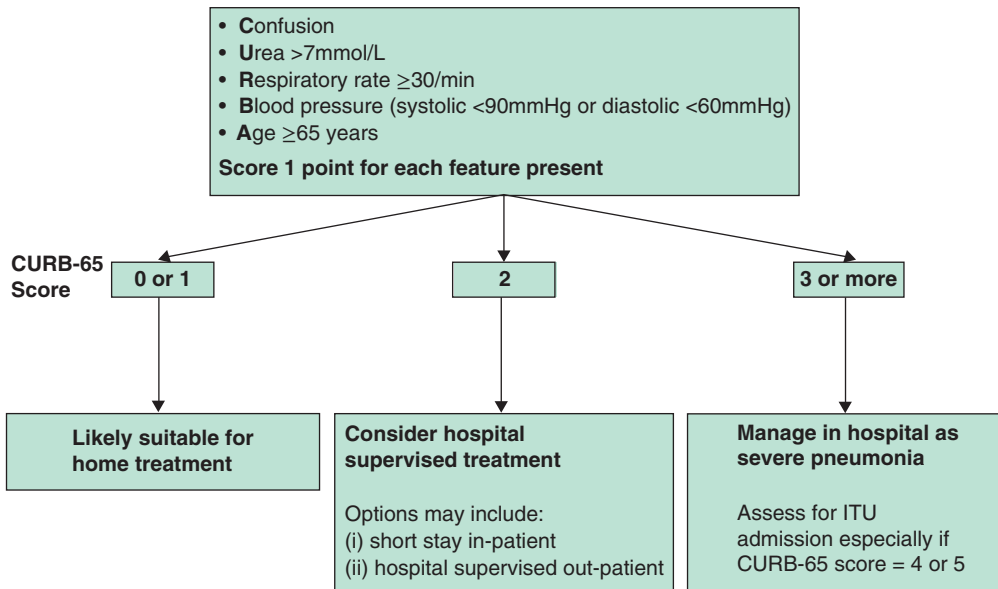 • Confusion
• Urea >7mmol/L
• Respiratory rate ≥30/min
• Blood pressure (systolic <90mmHg or diastolic <60mmHg)
• Age ≥65 years
Score 1 point for each feature present
CURB-65
Score
0 or 1
2
3 or more
Likely suitable for
home treatment
Consider hospital
supervised treatment
Options may include:
(i) short stay in-patient
(ii) hospital supervised out-patient
Manage in hospital as
severe pneumonia
Assess for ITU
admission especially if
CURB-65 score = 4 or 5